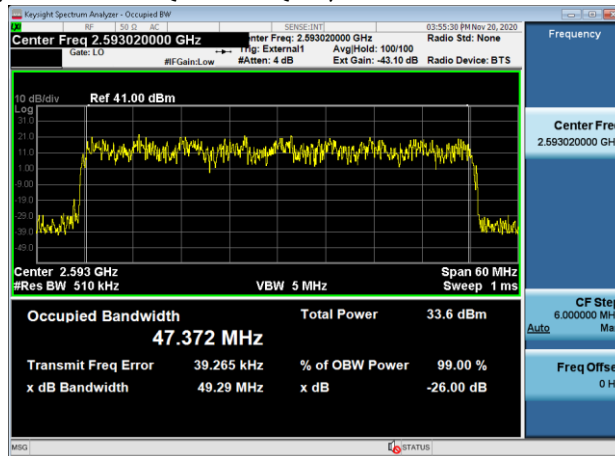 Keysight Spectrum Analyzer - Occupied BW
RF 50 Ω AC SENSE:INT 03:55:30 PM Nov 20, 2020
Center Freq 2.593020000 GHz
enter Freq: 2.593020000 GHz Radio Std: None
Gate: LO Trig: External1 Avg|Hold: 100/100
#IFGain:Low #Atten: 4 dB Ext Gain: -43.10 dB Radio Device: BTS
Frequency
10 dB/div Ref 41.00 dBm
Log
31.0
21.0
11.0
1.00
-9.00
-19.0
-29.0
-39.0
-49.0
Center 2.593 GHz Span 60 MHz
#Res BW 510 kHz VBW 5 MHz Sweep 1 ms
Occupied Bandwidth Total Power 33.6 dBm
47.372 MHz
Transmit Freq Error 39.265 kHz % of OBW Power 99.00 %
x dB Bandwidth 49.29 MHz x dB -26.00 dB
Center Fre
2.593020000 GH
CF Ste
6.000000 MH
Auto Ma
Freq Offse
0 H
MSG STATUS